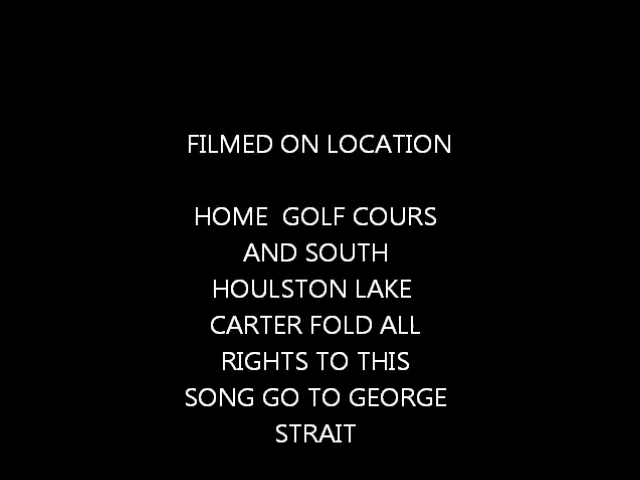 FILMED ON LOCATION
HOME GOLF COURS
AND SOUTH
HOULSTON LAKE
CARTER FOLD ALL
RIGHTS TO THIS
SONG GO TO GEORGE
STRAIT